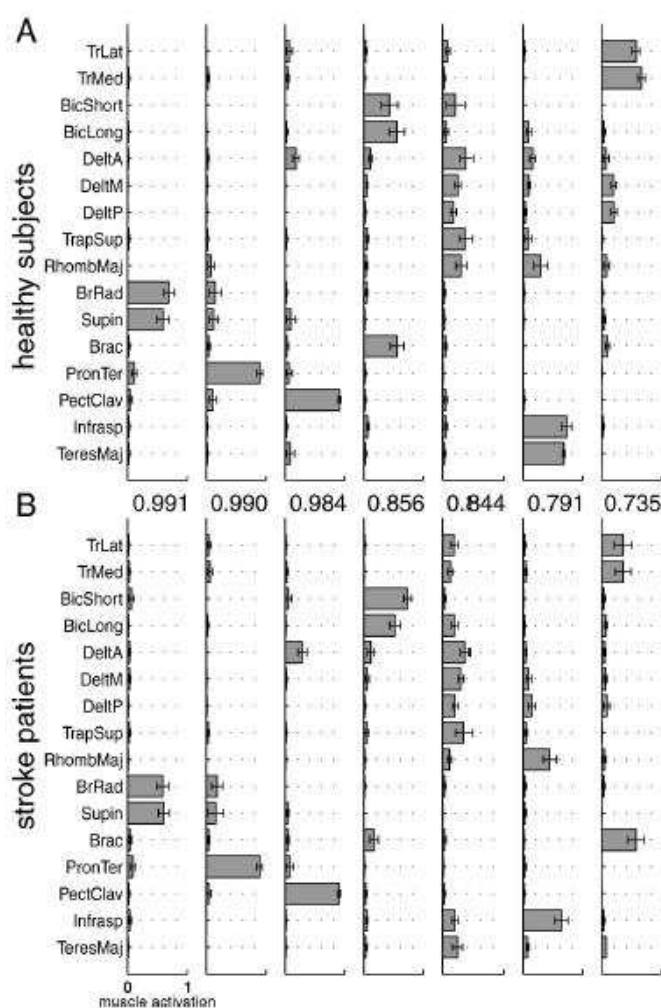 A
healthy subjects
TrLat
TrMed
BicShort
BicLong
DeltA
DeltM
DeltP
TrapSup
RhombMaj
BrRad
Supin
Brac
PronTer
PectClav
Infrasp
TeresMaj
0.991 0.990 0.984 0.856 0.844 0.791 0.735
B
stroke patients
TrLat
TrMed
BicShort
BicLong
DeltA
DeltM
DeltP
TrapSup
RhombMaj
BrRad
Supin
Brac
PronTer
PectClav
Infrasp
TeresMaj
0 1
muscle activation